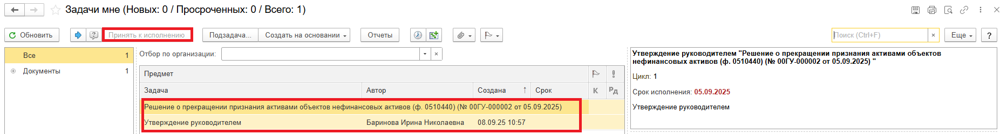 Задачи мне (Новых: 0 / Просроченных: 0 / Всего: 1)
Обновить Принять к исполнению Подзадача... Создать на основании Отчеты Поиск (Ctrl+F) × Еще ?
Все 1
Документы 1
Отбор по организации:
Предмет
Задача Автор Создана ↑ Срок К Рд
Решение о прекращении признания активами объектов нефинансовых активов (ф. 0510440) (№ 00ГУ-000002 от 05.09.2025)
Утверждение руководителем Баринова Ирина Николаевна 08.09.25 10:57
Утверждение руководителем "Решение о прекращении признания активами объектов
нефинансовых активов (ф. 0510440) (№ 00ГУ-000002 от 05.09.2025) "
Цикл: 1
Срок исполнения: 05.09.2025
Утверждение руководителем